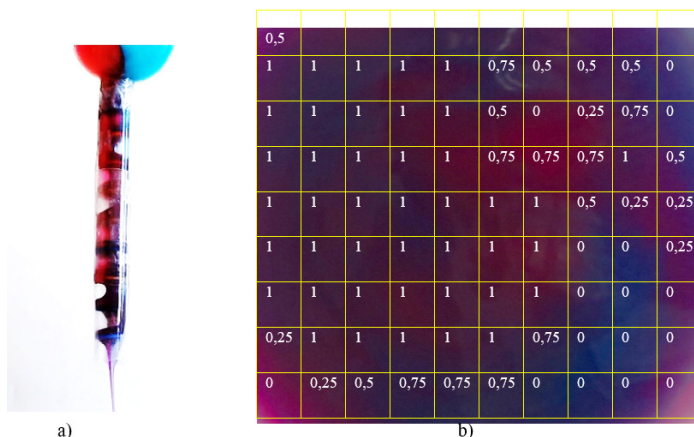 0,5
1 1 1 1 1 0,75 0,5 0,5 0,5 0
1 1 1 1 1 0,5 0 0,25 0,75 0
1 1 1 1 1 0,75 0,75 0,75 1 0,5
1 1 1 1 1 1 1 0,5 0,25 0,25
1 1 1 1 1 1 1 0 0 0,25
1 1 1 1 1 1 1 0 0 0
0,25 1 1 1 1 1 0,75 0 0 0
0 0,25 0,5 0,75 0,75 0,75 0 0 0 0
a) b)